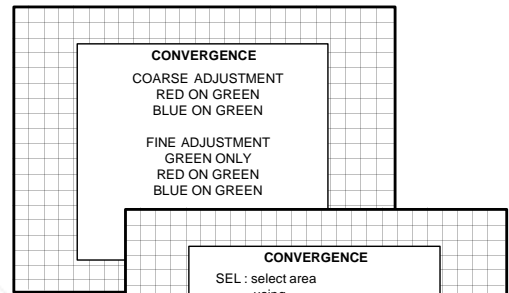 CONVERGENCE
COARSE ADJUSTMENT
RED ON GREEN
BLUE ON GREEN
FINE ADJUSTMENT
GREEN ONLY
RED ON GREEN
BLUE ON GREEN
CONVERGENCE
SEL : select area
using